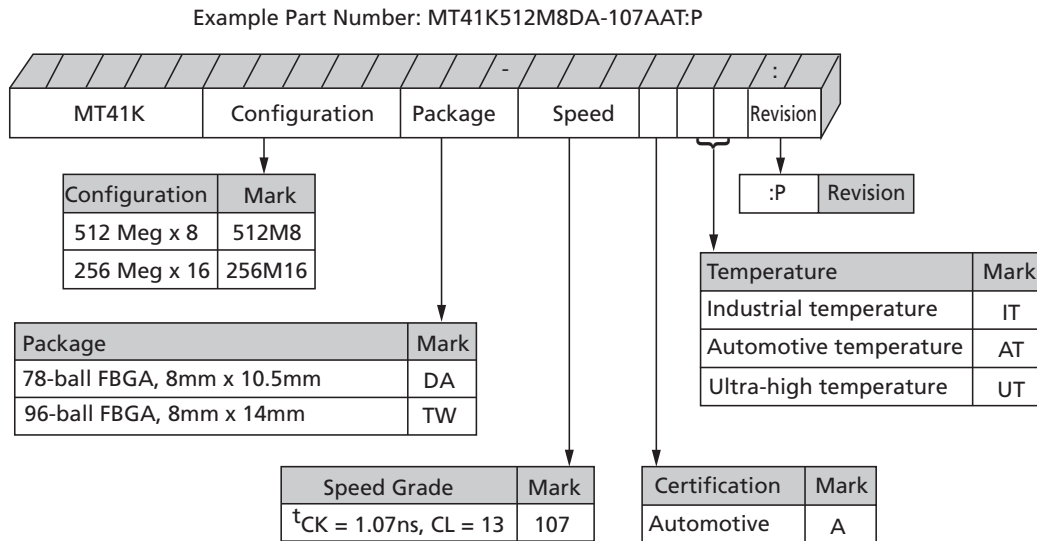 Example Part Number: MT41K512M8DA-107AAT:P
- :
MT41K Configuration Package Speed Revision
Configuration Mark
512 Meg x 8 512M8
256 Meg x 16 256M16
:P Revision
Temperature Mark
Industrial temperature IT
Automotive temperature AT
Ultra-high temperature UT
Package Mark
78-ball FBGA, 8mm x 10.5mm DA
96-ball FBGA, 8mm x 14mm TW
Speed Grade Mark
tCK = 1.07ns, CL = 13 107
Certification Mark
Automotive A